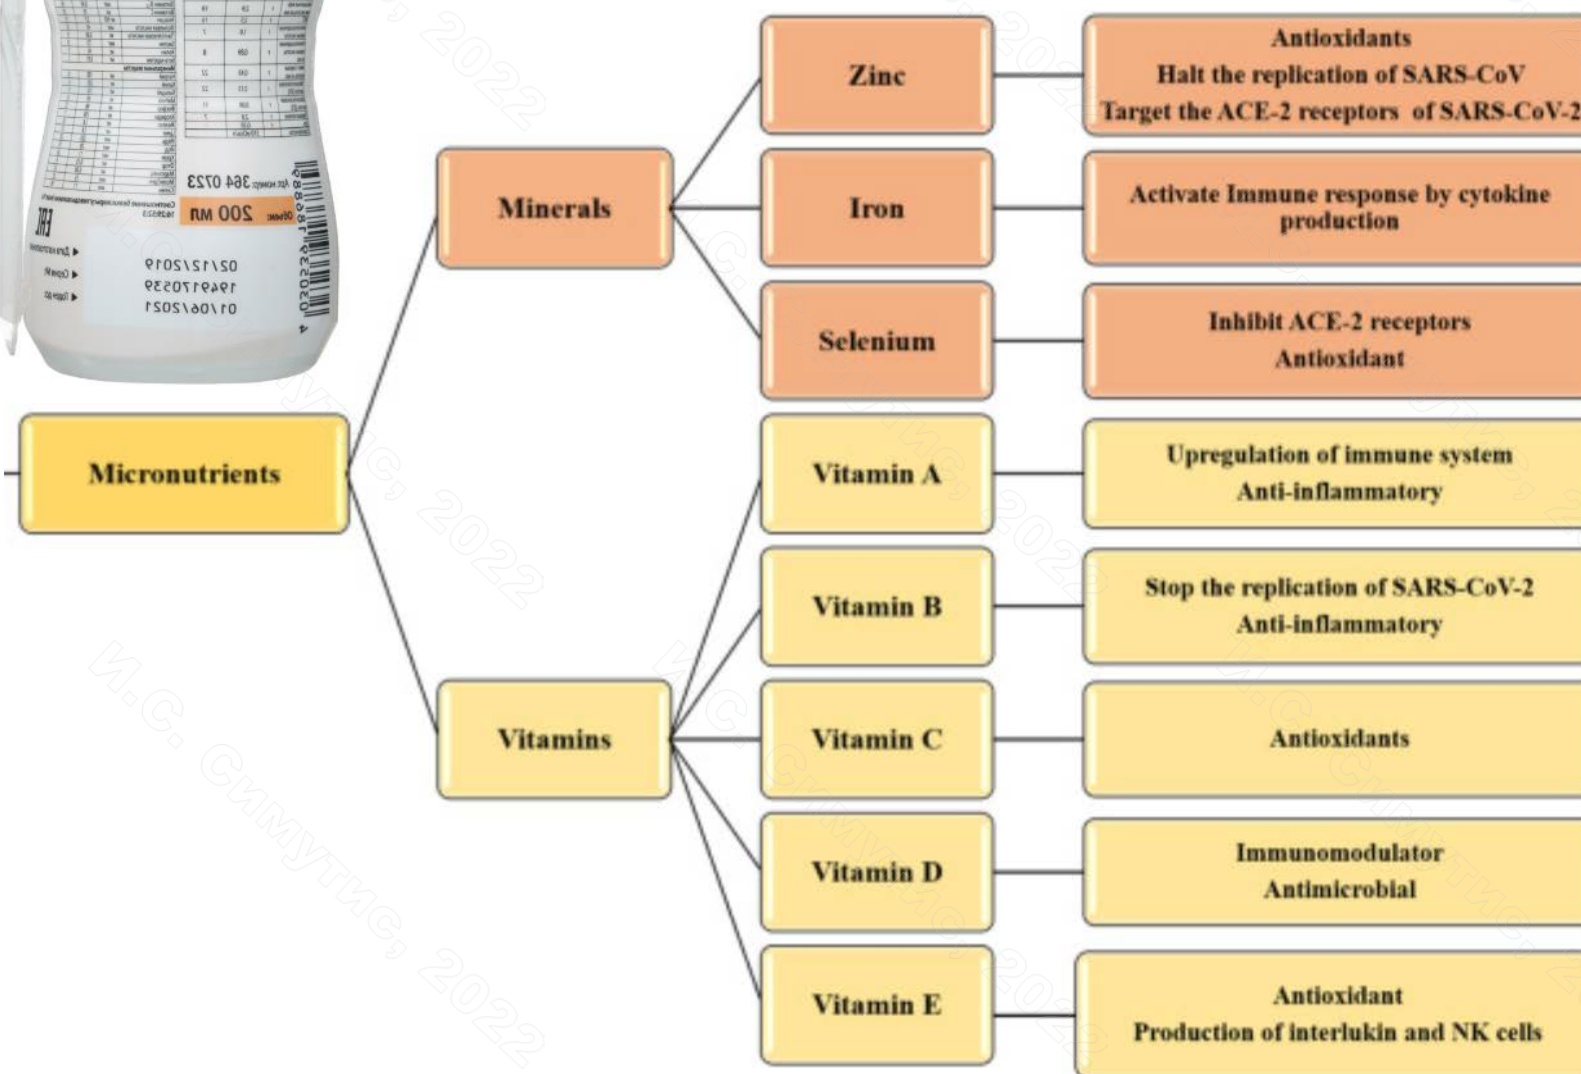 Арт. номер: 364 0723
Объем: 200 мл
EAC
02/12/2019
1949170539
01/06/2021
Micronutrients
Minerals
Zinc
Antioxidants
Halt the replication of SARS-CoV
Target the ACE-2 receptors of SARS-CoV-2
Iron
Activate Immune response by cytokine
production
Selenium
Inhibit ACE-2 receptors
Antioxidant
Vitamins
Vitamin A
Upregulation of immune system
Anti-inflammatory
Vitamin B
Stop the replication of SARS-CoV-2
Anti-inflammatory
Vitamin C
Antioxidants
Vitamin D
Immunomodulator
Antimicrobial
Vitamin E
Antioxidant
Production of interlukin and NK cells
И.С. Симутис, 2022